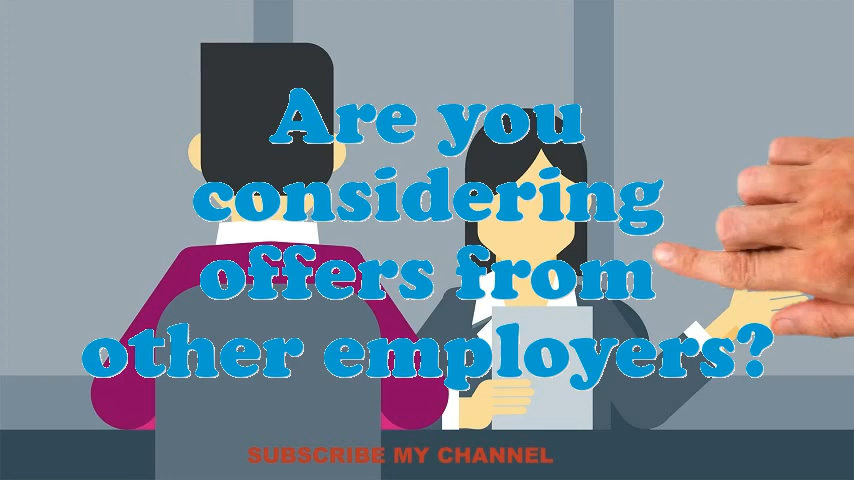 Are you
considering
offers from
other employers?
SUBSCRIBE MY CHANNEL